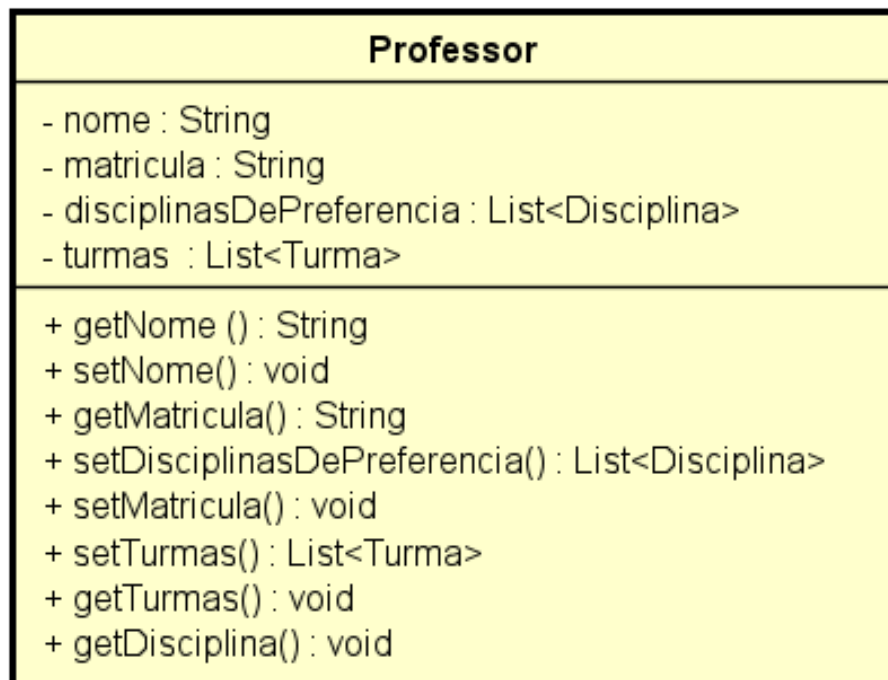 Professor
- nome : String
- matricula : String
- disciplinasDePreferencia : List<Disciplina>
- turmas : List<Turma>
+ getNome () : String
+ setNome() : void
+ getMatricula() : String
+ setDisciplinasDePreferencia() : List<Disciplina>
+ setMatricula() : void
+ setTurmas() : List<Turma>
+ getTurmas() : void
+ getDisciplina() : void